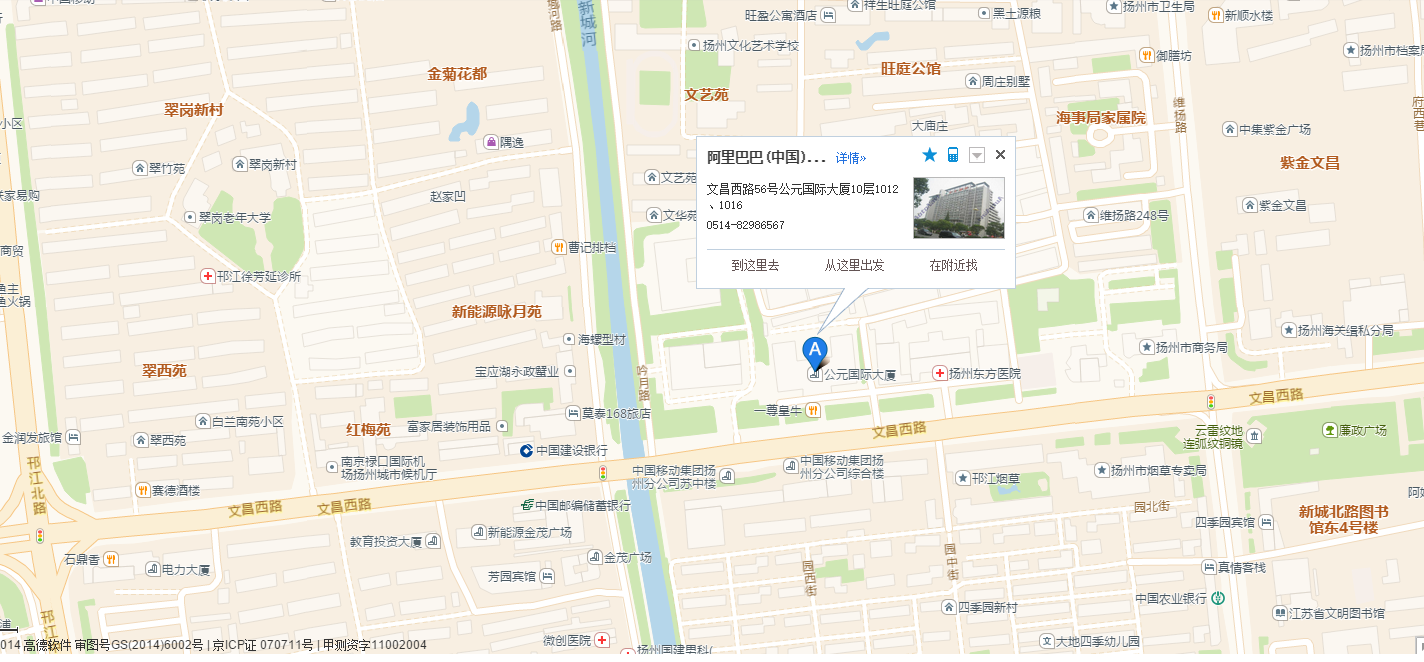 旺盈公寓酒店
祥生旺庭公馆
黑土源粮
扬州市卫生局
新顺水楼
新城河
扬州文化艺术学校
御膳坊
扬州市档案局
金菊花都
旺庭公馆
周庄别墅
文艺苑
翠岗新村
维扬路
海事局家属院
大庙庄
中集紫金广场
小区
隅逸
翠竹苑
翠岗新村
紫金文昌
阿里巴巴(中国)...
详情»
文昌西路56号公元国际大厦10层1012
、1016
0514-82986567
到这里去
从这里出发
在附近找
文艺苑
赵家凹
文华苑
翠岗老年大学
紫金文昌
维扬路248号
曹记排档
商贸
邗江徐芳延诊所
鱼火锅
新能源咏月苑
海螺型材
扬州海关缉私分局
扬州市商务局
翠西苑
宝应湖永政蟹业
吟月路
A
公元国际大厦
扬州东方医院
文昌西路
一尊皇牛
莫泰168旅店
白兰南苑小区
红梅苑
富家居装饰用品
文昌西路
云雷纹地
连弧纹铜镜
廉政广场
金润发旅馆
翠西苑
中国建设银行
南京禄口国际机
场扬州城市候机厅
中国移动集团扬
州分公司苏中楼
中国移动集团扬
州分公司综合楼
扬州市烟草专卖局
邗江烟草
邗江北路
赛德酒楼
文昌西路
文昌西路
中国邮编储蓄银行
园北街
新城北路图书
馆东4号楼
四季园宾馆
新能源金茂广场
教育投资大厦
石鼎香
电力大厦
金茂广场
芳园宾馆
园西街
园中街
真情客栈
中国农业银行
四季园新村
江苏省文明图书馆
邗江
微创医院
大地四季幼儿园
014 高德软件 审图号GS(2014)6002号 | 京ICP证 070711号 | 甲测资字11002004